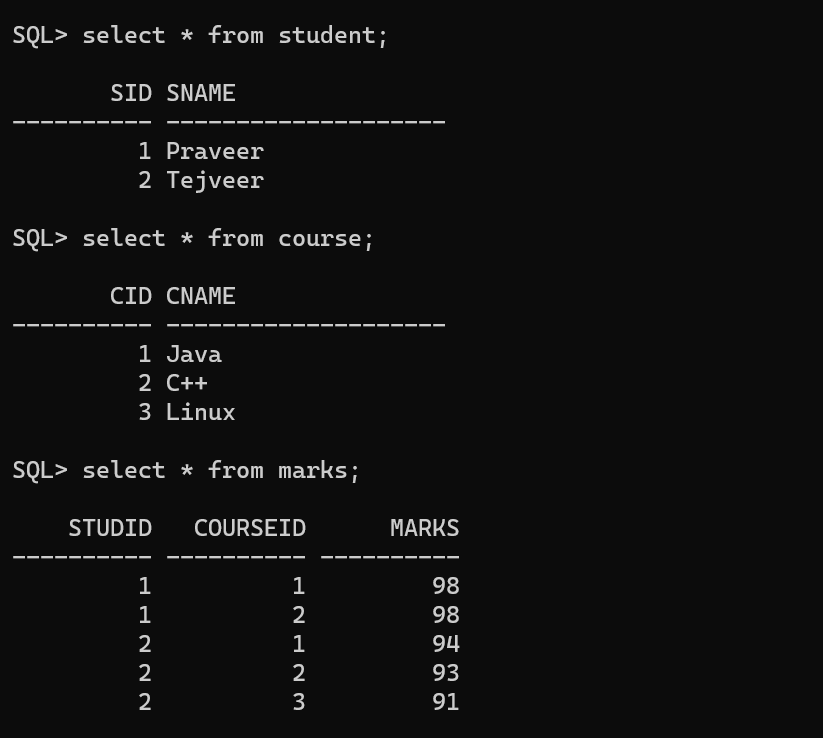 SQL> select * from student;
       SID SNAME
---------- --------------------
         1 Praveer
         2 Tejveer
SQL> select * from course;
       CID CNAME
---------- --------------------
         1 Java
         2 C++
         3 Linux
SQL> select * from marks;
    STUDID   COURSEID      MARKS
---------- ---------- ----------
         1          1         98
         1          2         98
         2          1         94
         2          2         93
         2          3         91